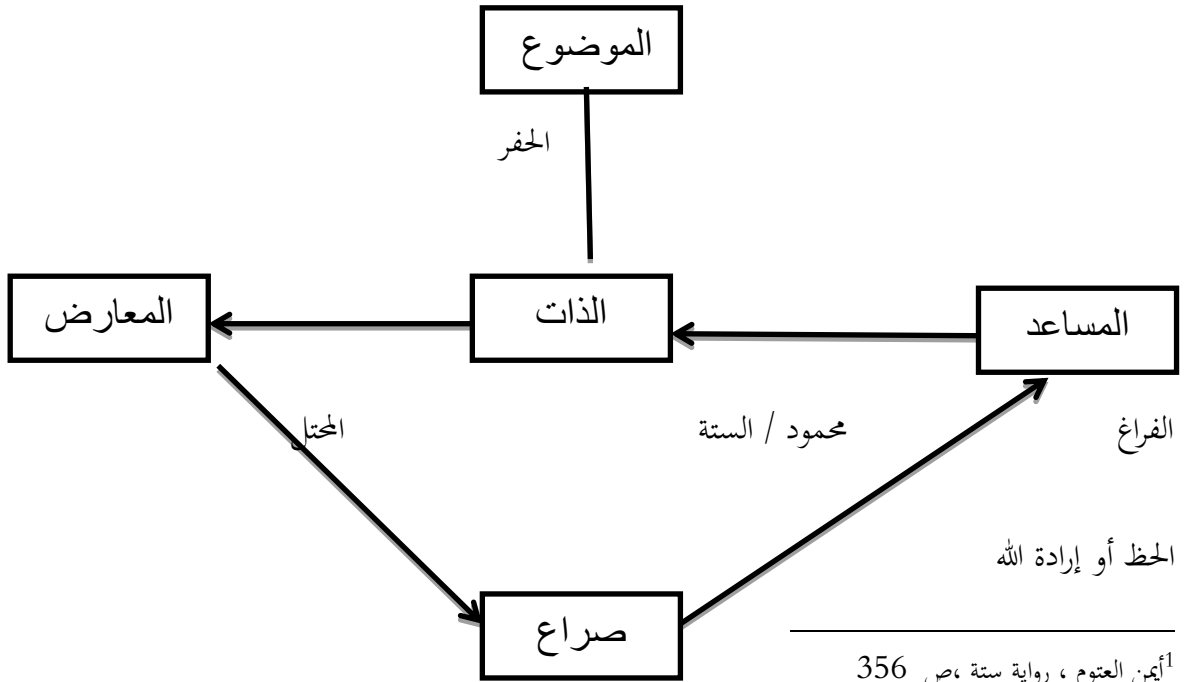 الموضوع
الحفر
المساعد
الذات
المعارض
الفراغ
محمود / الستة
المحتل
الحظ أو إرادة الله
صراع
1أيمن العتوم ، رواية ستة ،ص 356